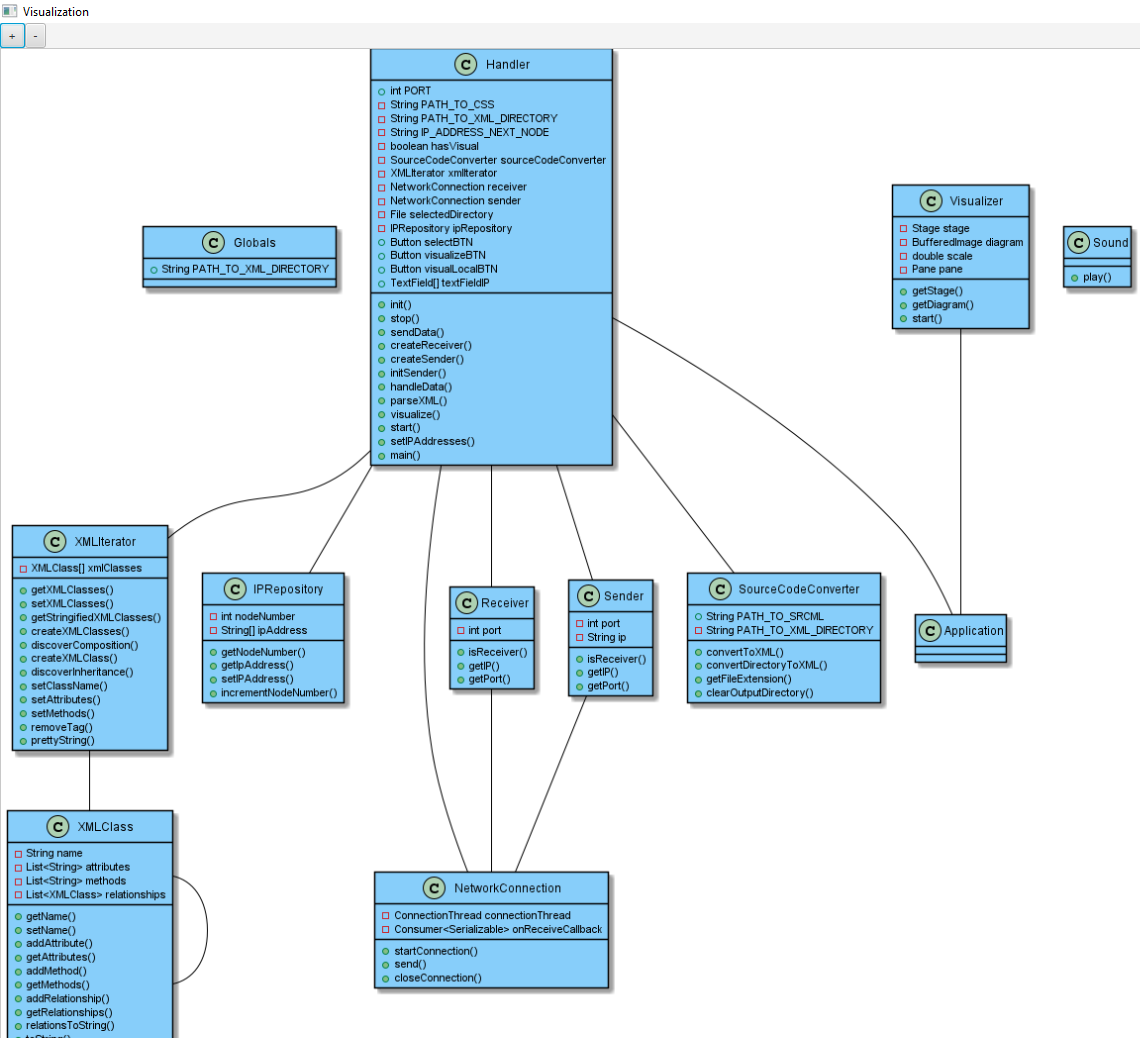 Visualization
+ -
C Handler
int PORT
String PATH_TO_CSS
String PATH_TO_XML_DIRECTORY
String IP_ADDRESS_NEXT_NODE
boolean hasVisual
SourceCodeConverter sourceCodeConverter
XMLIterator xmlIterator
NetworkConnection receiver
NetworkConnection sender
File selectedDirectory
IPRepository ipRepository
Button selectBTN
Button visualizeBTN
Button visualLocalBTN
TextField[] textFieldIP
init()
stop()
sendData()
createReceiver()
createSender()
initSender()
handleData()
parseXML()
visualize()
start()
setIPAddresses()
main()
C Globals
String PATH_TO_XML_DIRECTORY
C Visualizer
Stage stage
BufferedImage diagram
double scale
Pane pane
getStage()
getDiagram()
start()
C Sound
play()
C XMLIterator
XMLClass[] xmlClasses
getXMLClasses()
setXMLClasses()
getStringifiedXMLClasses()
createXMLClasses()
discoverComposition()
createXMLClass()
discoverInheritance()
setClassName()
setAttributes()
setMethods()
removeTag()
prettyString()
C IPRepository
int nodeNumber
String[] ipAddress
getNodeNumber()
getIpAddress()
setIPAddress()
incrementNodeNumber()
C Receiver
int port
isReceiver()
getIP()
getPort()
C Sender
int port
String ip
isReceiver()
getIP()
getPort()
C SourceCodeConverter
String PATH_TO_SRCML
String PATH_TO_XML_DIRECTORY
convertToXML()
convertDirectoryToXML()
getFileExtension()
clearOutputDirectory()
C Application
C XMLClass
String name
List<String> attributes
List<String> methods
List<XMLClass> relationships
getName()
setName()
addAttribute()
getAttributes()
addMethod()
getMethods()
addRelationship()
getRelationships()
relationsToString()
C NetworkConnection
ConnectionThread connectionThread
Consumer<Serializable> onReceiveCallback
startConnection()
send()
closeConnection()